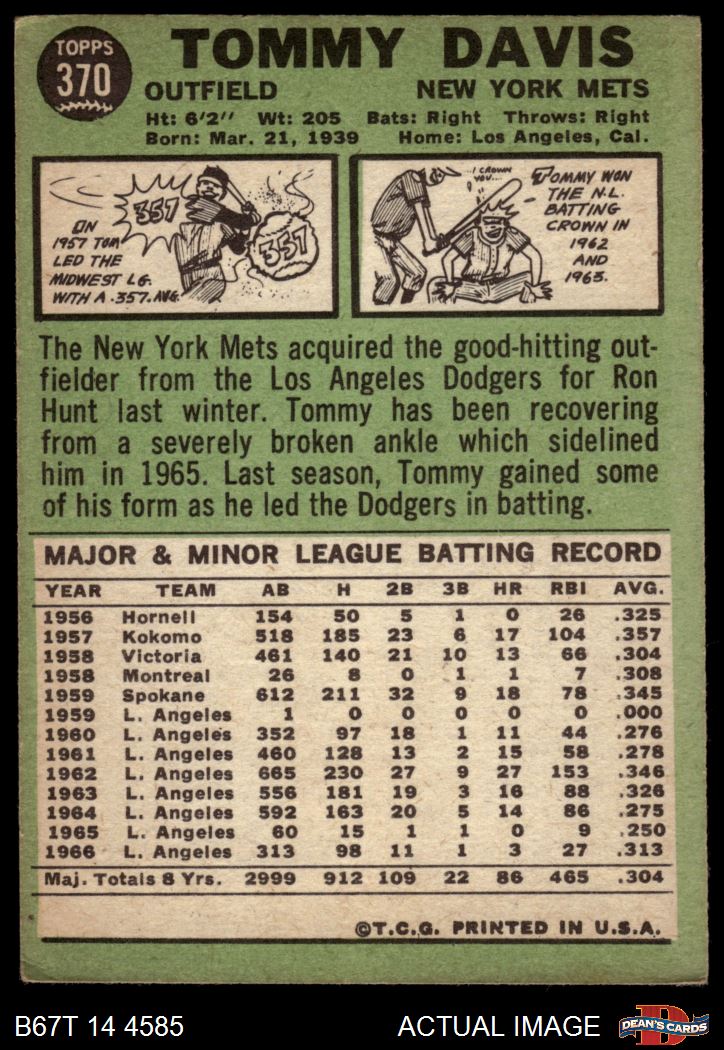 TOPPS
370
TOMMY DAVIS
OUTFIELD NEW YORK METS
Ht: 6'2" Wt: 205 Bats: Right Throws: Right
Born: Mar. 21, 1939 Home: Los Angeles, Cal.
357
357
IN
1957 TOM
LED THE
MIDWEST LG.
WITH A .357. AVG.
I CROWN
YOU...
TOMMY WON
THE N.L.
BATTING
CROWN IN
1962
AND
1963.
The New York Mets acquired the good-hitting out-
fielder from the Los Angeles Dodgers for Ron
Hunt last winter. Tommy has been recovering
from a severely broken ankle which sidelined
him in 1965. Last season, Tommy gained some
of his form as he led the Dodgers in batting.
MAJOR & MINOR LEAGUE BATTING RECORD
YEAR TEAM AB H 2B 3B HR RBI AVG.
1956 Hornell 154 50 5 1 0 26 .325
1957 Kokomo 518 185 23 6 17 104 .357
1958 Victoria 461 140 21 10 13 66 .304
1958 Montreal 26 8 0 1 1 7 .308
1959 Spokane 612 211 32 9 18 78 .345
1959 L. Angeles 1 0 0 0 0 0 .000
1960 L. Angeles 352 97 18 1 11 44 .276
1961 L. Angeles 460 128 13 2 15 58 .278
1962 L. Angeles 665 230 27 9 27 153 .346
1963 L. Angeles 556 181 19 3 16 88 .326
1964 L. Angeles 592 163 20 5 14 86 .275
1965 L. Angeles 60 15 1 1 0 9 .250
1966 L. Angeles 313 98 11 1 3 27 .313
Maj. Totals 8 Yrs. 2999 912 109 22 86 465 .304
©T.C.G. PRINTED IN U.S.A.
B67T 14 4585 ACTUAL IMAGE
D
DEAN'S CARDS